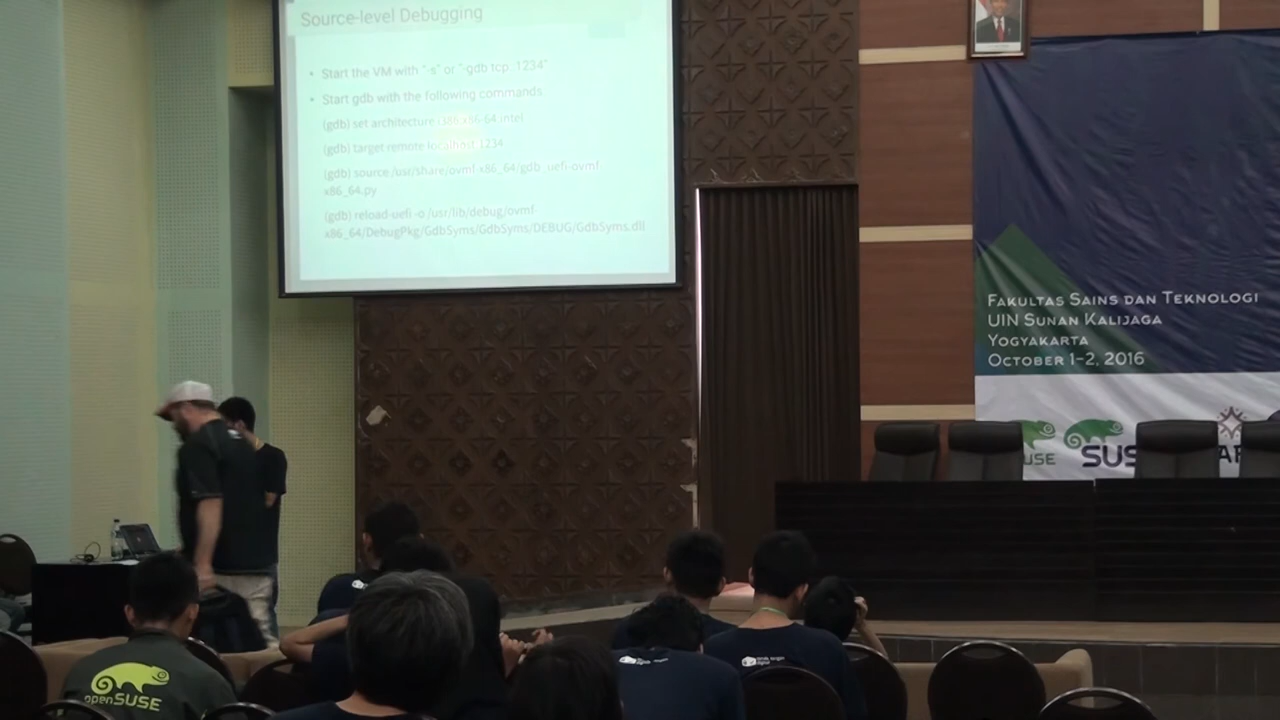 Source-level Debugging
• Start the VM with "-s" or "-gdb tcp::1234"
• Start gdb with the following commands
(gdb) set architecture i386:x86-64:intel
(gdb) target remote localhost:1234
(gdb) source /usr/share/ovmf-x86_64/gdb_uefi-ovmf-
x86_64.py
(gdb) reload-uefi -o /usr/lib/debug/ovmf-
x86_64/DebugPkg/GdbSyms/GdbSyms/DEBUG/GdbSyms.dll
Fakultas Sains dan Teknologi
UIN Sunan Kalijaga
Yogyakarta
October 1-2, 2016
USE
SUS
openSUSE